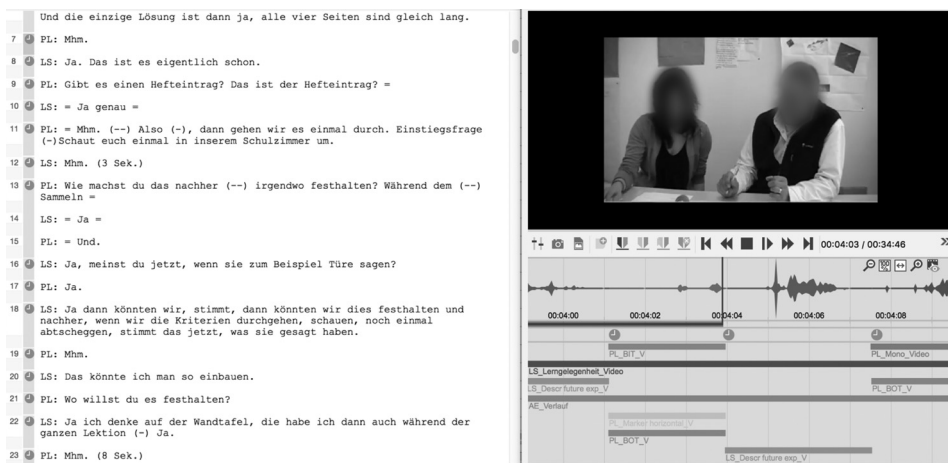 Und die einzige Lösung ist dann ja, alle vier Seiten sind gleich lang.
7 PL: Mhm.
8 LS: Ja. Das ist es eigentlich schon.
9 PL: Gibt es einen Hefteintrag? Das ist der Hefteintrag? =
10 LS: = Ja genau =
11 PL: = Mhm. (--) Also (-), dann gehen wir es einmal durch. Einstiegsfrage
(-)Schaut euch einmal in inserem Schulzimmer um.
12 LS: Mhm. (3 Sek.)
13 PL: Wie machst du das nachher (--) irgendwo festhalten? Während dem (--)
Sammeln =
14 LS: = Ja =
15 PL: = Und.
16 LS: Ja, meinst du jetzt, wenn sie zum Beispiel Türe sagen?
17 PL: Ja.
18 LS: Ja dann könnten wir, stimmt, dann könnten wir dies festhalten und
nachher, wenn wir die Kriterien durchgehen, schauen, noch einmal
abtscheggen, stimmt das jetzt, was sie gesagt haben.
19 PL: Mhm.
20 LS: Das könnte ich man so einbauen.
21 PL: Wo willst du es festhalten?
22 LS: Ja ich denke auf der Wandtafel, die habe ich dann auch während der
ganzen Lektion (-) Ja.
23 PL: Mhm. (8 Sek.)
00:04:03 / 00:34:46
00:04:00 00:04:02 00:04:04 00:04:06 00:04:08
PL_BIT_V PL_Mono_Video
LS_Lerngelegenheit_Video
LS_Descr future exp_V PL_BOT_V
AE_Verlauf
PL_Market horizontal_V
PL_BOT_V
LS_Descr future exp_V